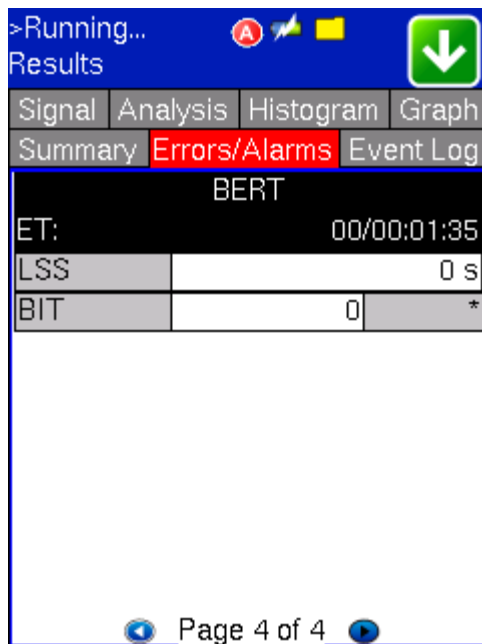 >Running...
A
Results
Signal Analysis Histogram Graph
Summary Errors/Alarms Event Log
BERT
ET: 00/00:01:35
LSS 0 s
BIT 0 *
Page 4 of 4